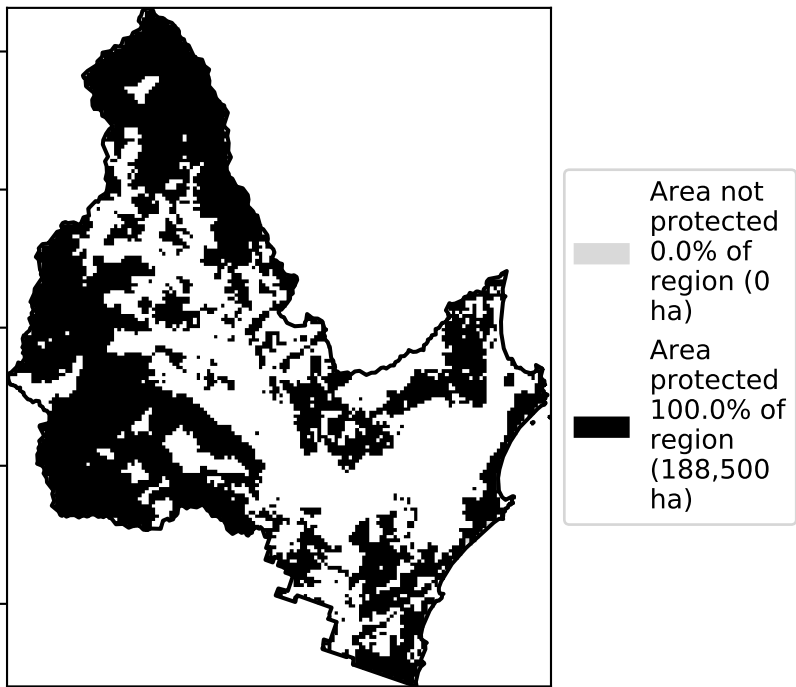 Area not
protected
0.0% of
region (0
ha)
Area
protected
100.0% of
region
(188,500
ha)